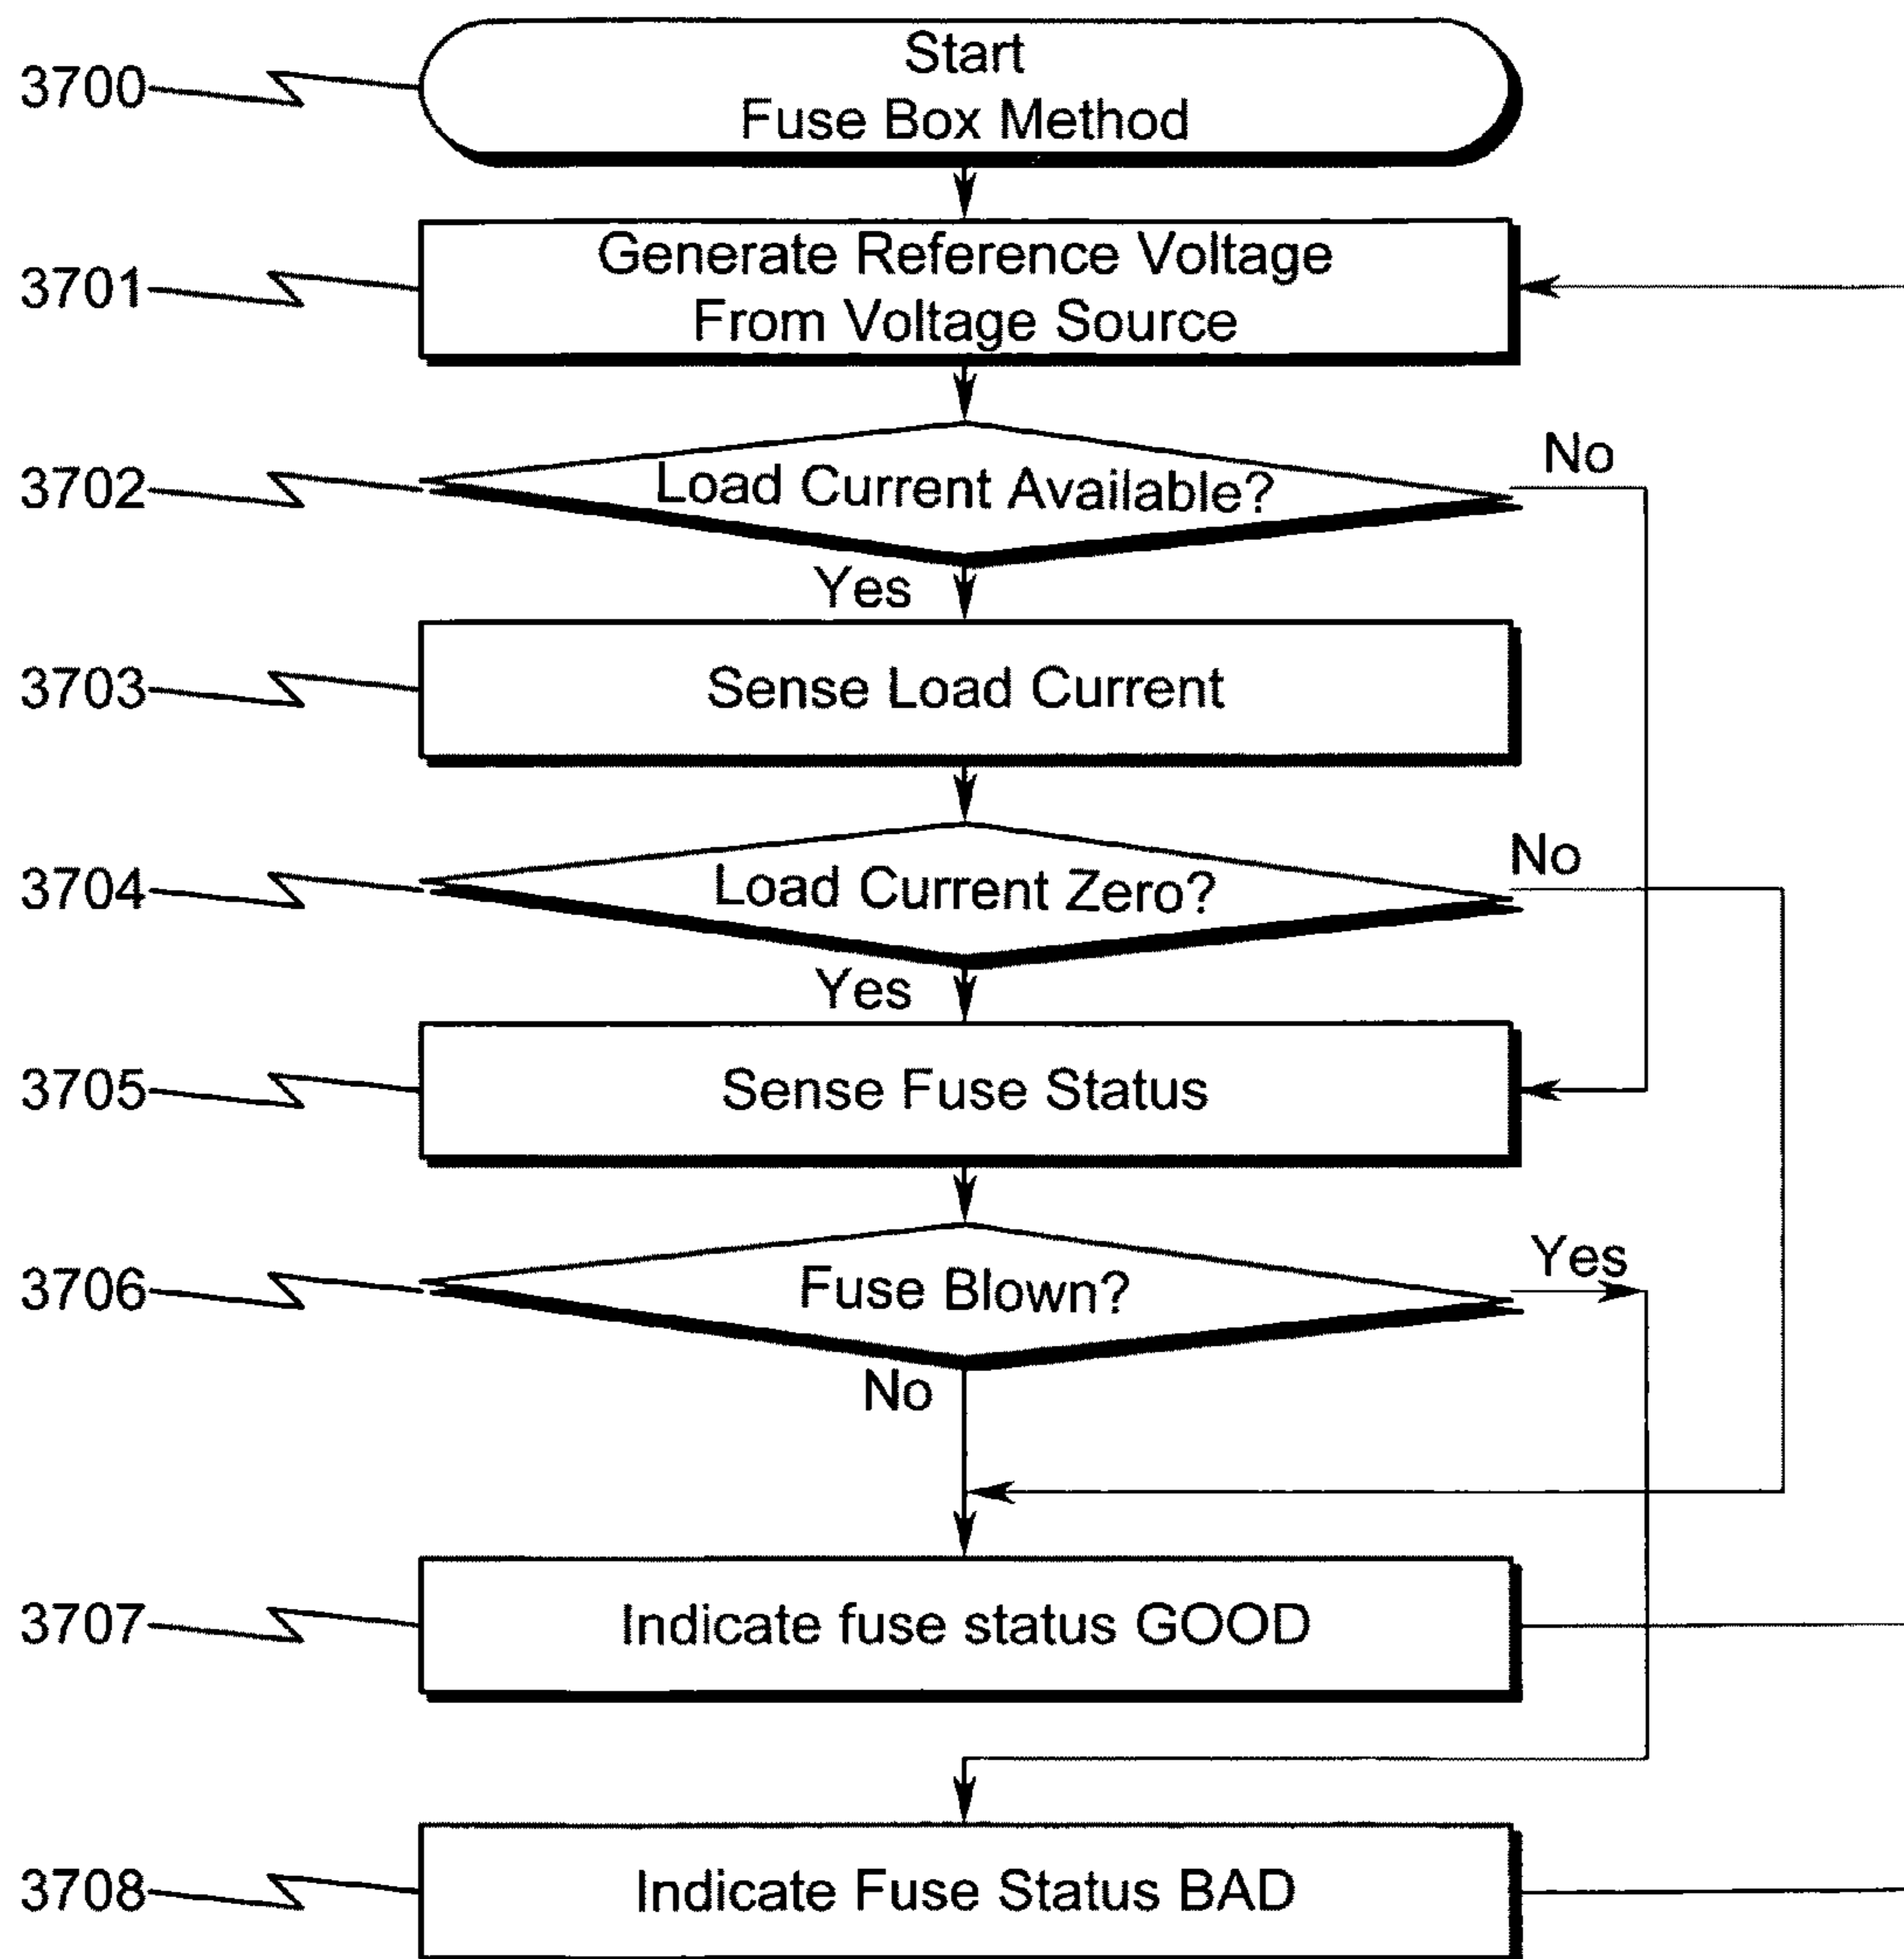 3700
Start
Fuse Box Method
3701
Generate Reference Voltage
From Voltage Source
3702
Load Current Available?
No
Yes
3703
Sense Load Current
3704
Load Current Zero?
No
Yes
3705
Sense Fuse Status
3706
Fuse Blown?
Yes
No
3707
Indicate fuse status GOOD
3708
Indicate Fuse Status BAD